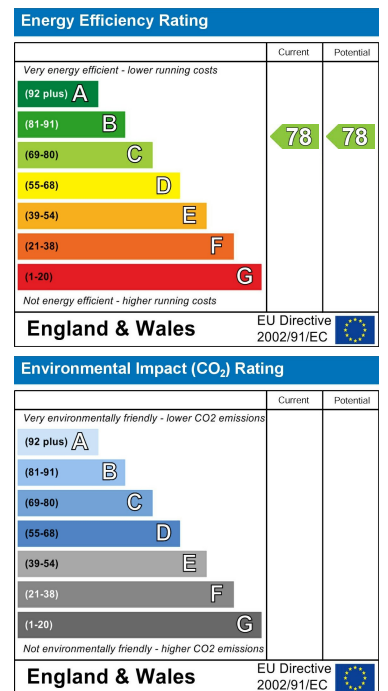 Energy Efficiency Rating
Current Potential
Very energy efficient - lower running costs
(92 plus) A
(81-91) B
78 78
(69-80) C
(55-68) D
(39-54) E
(21-38) F
(1-20) G
Not energy efficient - higher running costs
England & Wales
EU Directive
2002/91/EC
Environmental Impact (CO₂) Rating
Current Potential
Very environmentally friendly - lower CO2 emissions
(92 plus) A
(81-91) B
(69-80) C
(55-68) D
(39-54) E
(21-38) F
(1-20) G
Not environmentally friendly - higher CO2 emissions
England & Wales
EU Directive
2002/91/EC